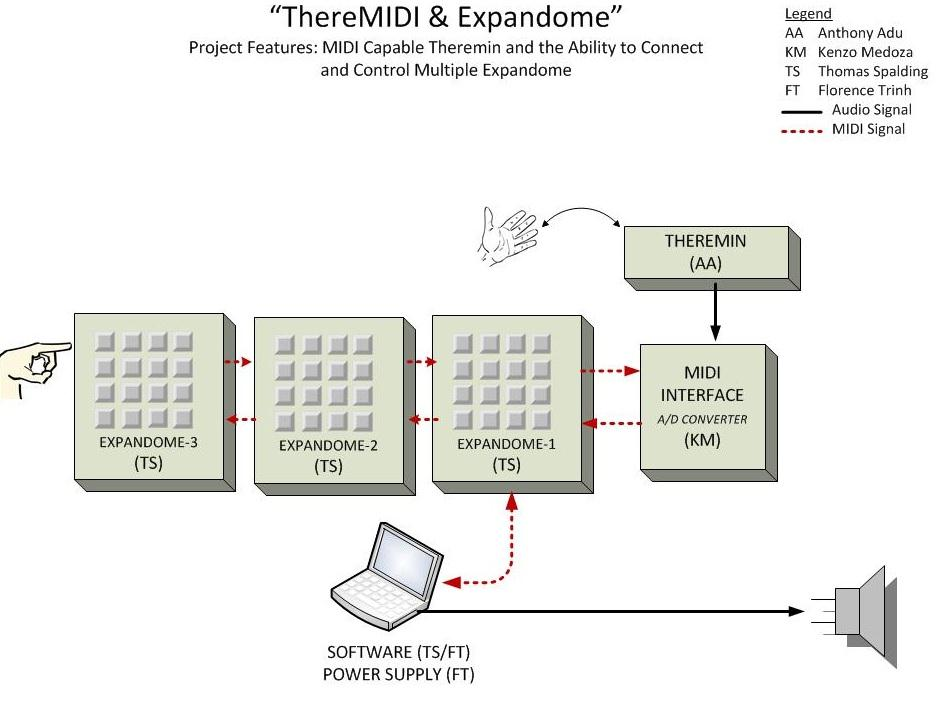 “ThereMIDI & Expandome”
Project Features: MIDI Capable Theremin and the Ability to Connect
and Control Multiple Expandome
Legend
AA Anthony Adu
KM Kenzo Medoza
TS Thomas Spalding
FT Florence Trinh
Audio Signal
MIDI Signal
THEREMIN
(AA)
EXPANDOME-3
(TS)
EXPANDOME-2
(TS)
EXPANDOME-1
(TS)
MIDI
INTERFACE
A/D CONVERTER
(KM)
SOFTWARE (TS/FT)
POWER SUPPLY (FT)